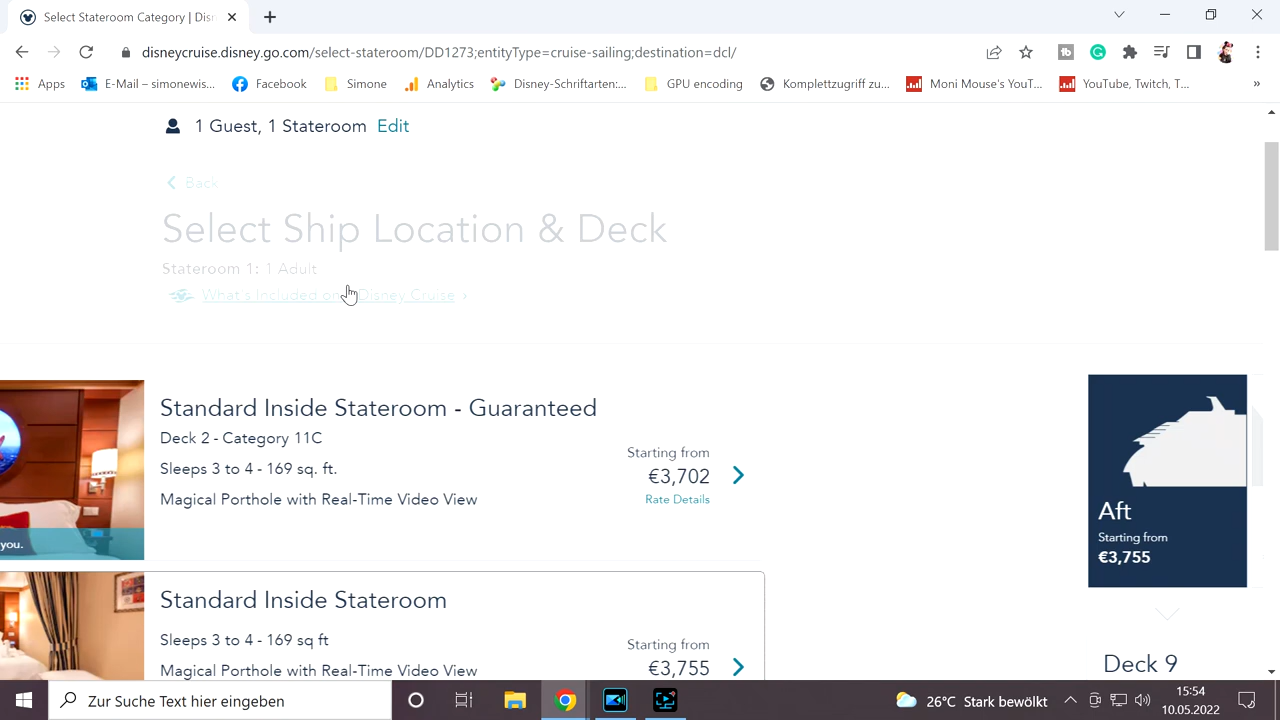 Select Stateroom Category | Dis
disneycruise.disney.go.com/select-stateroom/DD1273;entityType=cruise-sailing;destination=dcl/
Apps
E-Mail – simonewis...
Facebook
Simone
Analytics
Disney-Schriftarten:...
GPU encoding
Komplettzugriff zu...
Moni Mouse's YouT...
YouTube, Twitch, T...
»
1 Guest, 1 Stateroom Edit
Back
Select Ship Location & Deck
Stateroom 1: 1 Adult
What's Included on Disney Cruise
Standard Inside Stateroom - Guaranteed
Deck 2 - Category 11C
Sleeps 3 to 4 - 169 sq. ft.
Magical Porthole with Real-Time Video View
Starting from
€3,702
Rate Details
you.
Standard Inside Stateroom
Sleeps 3 to 4 - 169 sq ft
Magical Porthole with Real-Time Video View
Starting from
€3,755
Aft
Starting from
€3,755
Deck 9
Zur Suche Text hier eingeben
26°C Stark bewölkt
15:54
10.05.2022